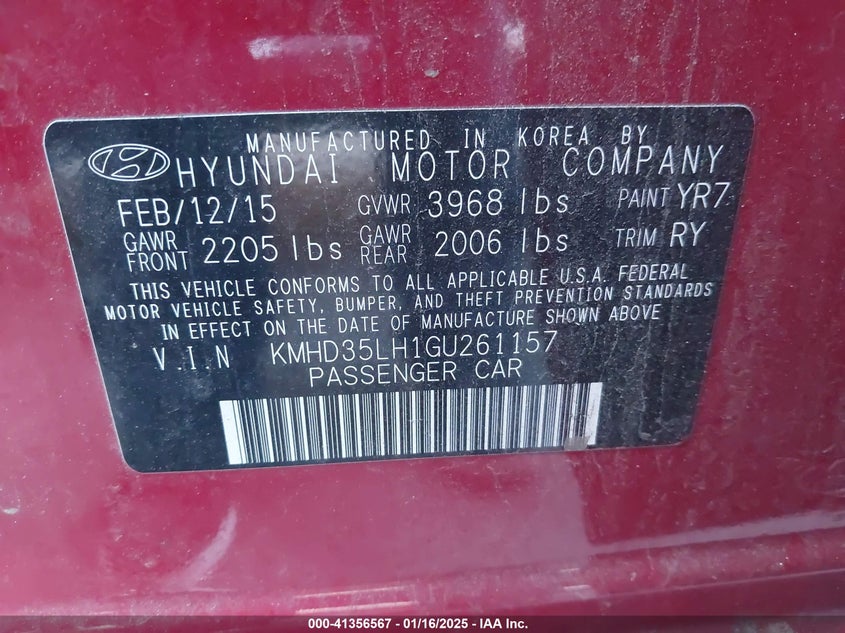 MANUFACTURED IN KOREA BY
HYUNDAI MOTOR COMPANY
FEB/12/15 GVWR 3968 lbs PAINT YR7
GAWR FRONT 2205 lbs GAWR REAR 2006 lbs TRIM RY
THIS VEHICLE CONFORMS TO ALL APPLICABLE U.S.A. FEDERAL
MOTOR VEHICLE SAFETY, BUMPER, AND THEFT PREVENTION STANDARDS
IN EFFECT ON THE DATE OF MANUFACTURE SHOWN ABOVE
V.I.N KMHD35LH1GU261157
PASSENGER CAR
000-41356567 - 01/16/2025 - IAA Inc.